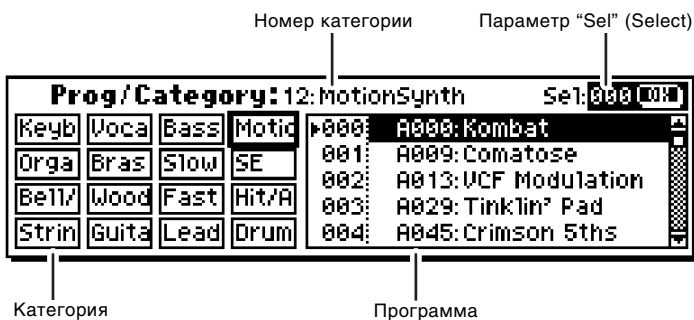 Номер категории
Параметр “Sel” (Select)
Prog/Category: 12: MotionSynth Sel: 000 OK
Keyb Voca Bass Motio
Orga Bras Slow SE
Bell/ Wood Fast Hit/A
Strin Guita Lead Drum
000: A000: Kombat
001: A009: Comatose
002: A013: VCF Modulation
003: A029: Tinklin' Pad
004: A045: Crimson 5ths
Категория
Программа